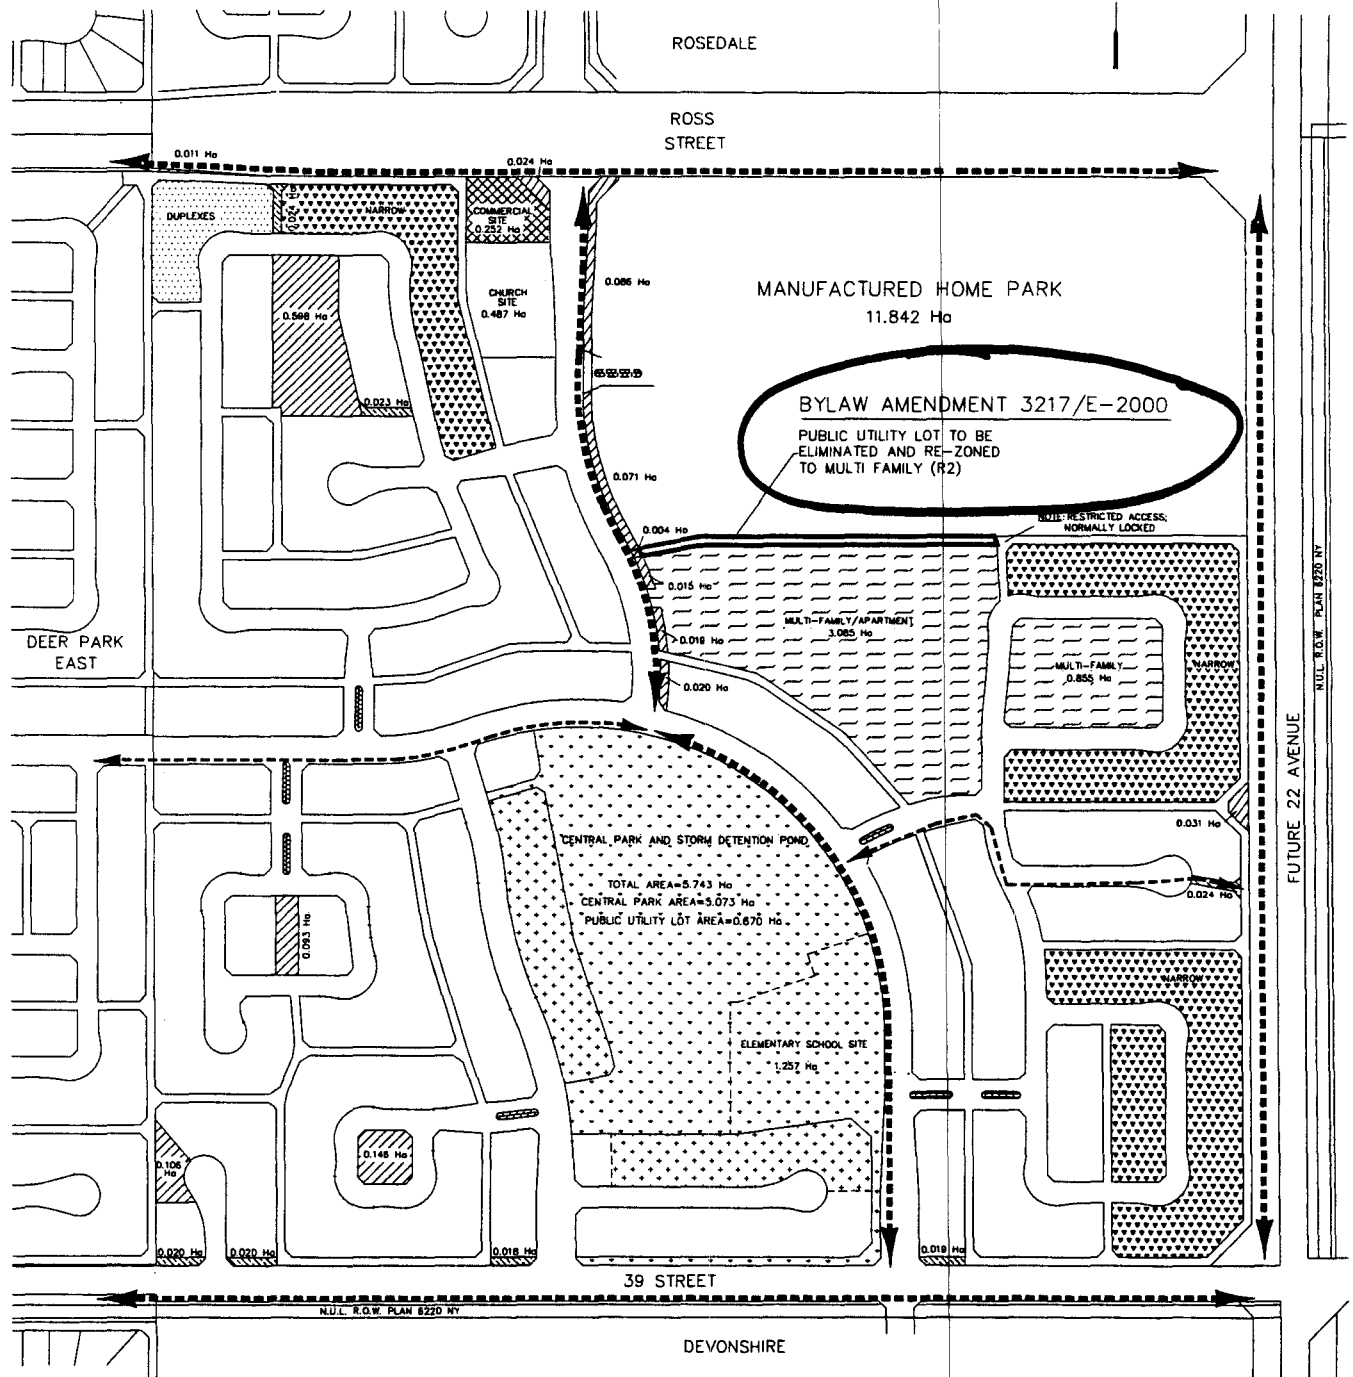 ROSEDALE
ROSS
STREET
0.011 Ha
0.024 Ha
DUPLEXES
0.024 Ha
NARROW
COMMERCIAL
SITE
0.252 Ha
CHURCH
SITE
0.487 Ha
0.086 Ha
MANUFACTURED HOME PARK
11.842 Ha
0.598 Ha
0.023 Ha
BYLAW AMENDMENT 3217/E-2000
PUBLIC UTILITY LOT TO BE
ELIMINATED AND RE-ZONED
TO MULTI FAMILY (R2)
0.071 Ha
0.004 Ha
NOTE: RESTRICTED ACCESS;
NORMALLY LOCKED
0.015 Ha
MULTI-FAMILY/APARTMENT
3.085 Ha
0.019 Ha
MULTI-FAMILY
0.855 Ha
NARROW
0.020 Ha
DEER PARK
EAST
N.U.L. R.O.W. PLAN 6220 NY
FUTURE 22 AVENUE
0.031 Ha
0.024 Ha
CENTRAL PARK AND STORM DETENTION POND
TOTAL AREA=5.743 Ha
CENTRAL PARK AREA=5.073 Ha
PUBLIC UTILITY LOT AREA=0.670 Ha
0.093 Ha
NARROW
ELEMENTARY SCHOOL SITE
1.257 Ha
0.106
Ha
0.146 Ha
0.020 Ha
0.020 Ha
0.018 Ha
0.019 Ha
39 STREET
N.U.L. R.O.W. PLAN 6220 NY
DEVONSHIRE